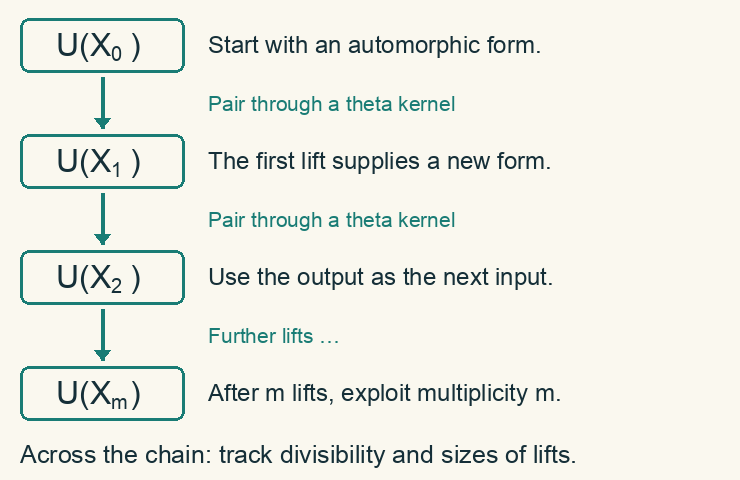 U(X₀ )
Start with an automorphic form.
Pair through a theta kernel
U(X₁ )
The first lift supplies a new form.
Pair through a theta kernel
U(X₂ )
Use the output as the next input.
Further lifts …
U(Xₘ)
After m lifts, exploit multiplicity m.
Across the chain: track divisibility and sizes of lifts.